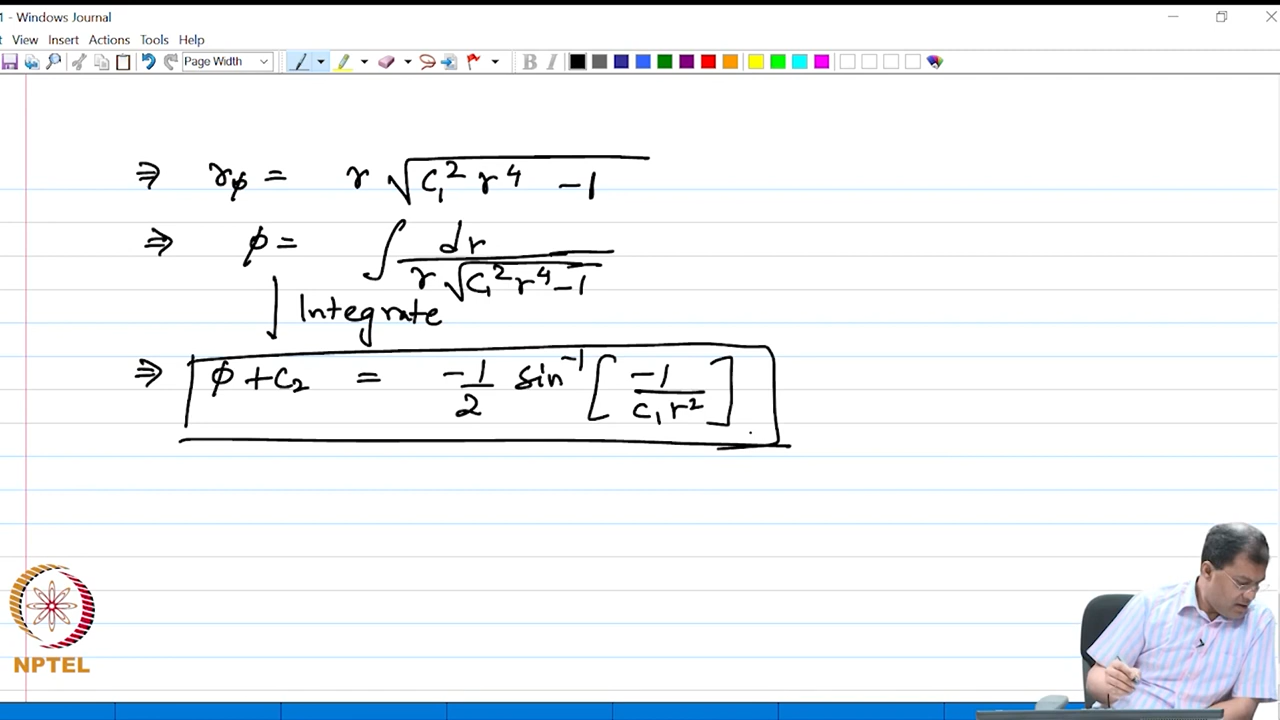 1 - Windows Journal
t View Insert Actions Tools Help
Page Width
B I
⇒ r_φ = r √(c₁² r⁴ - 1)
⇒ φ = ∫ dr / (r √(c₁² r⁴ - 1))
↓ Integrate
⇒ φ + c₂ = -1/2 sin⁻¹ [ -1 / (c₁ r²) ]
NPTEL